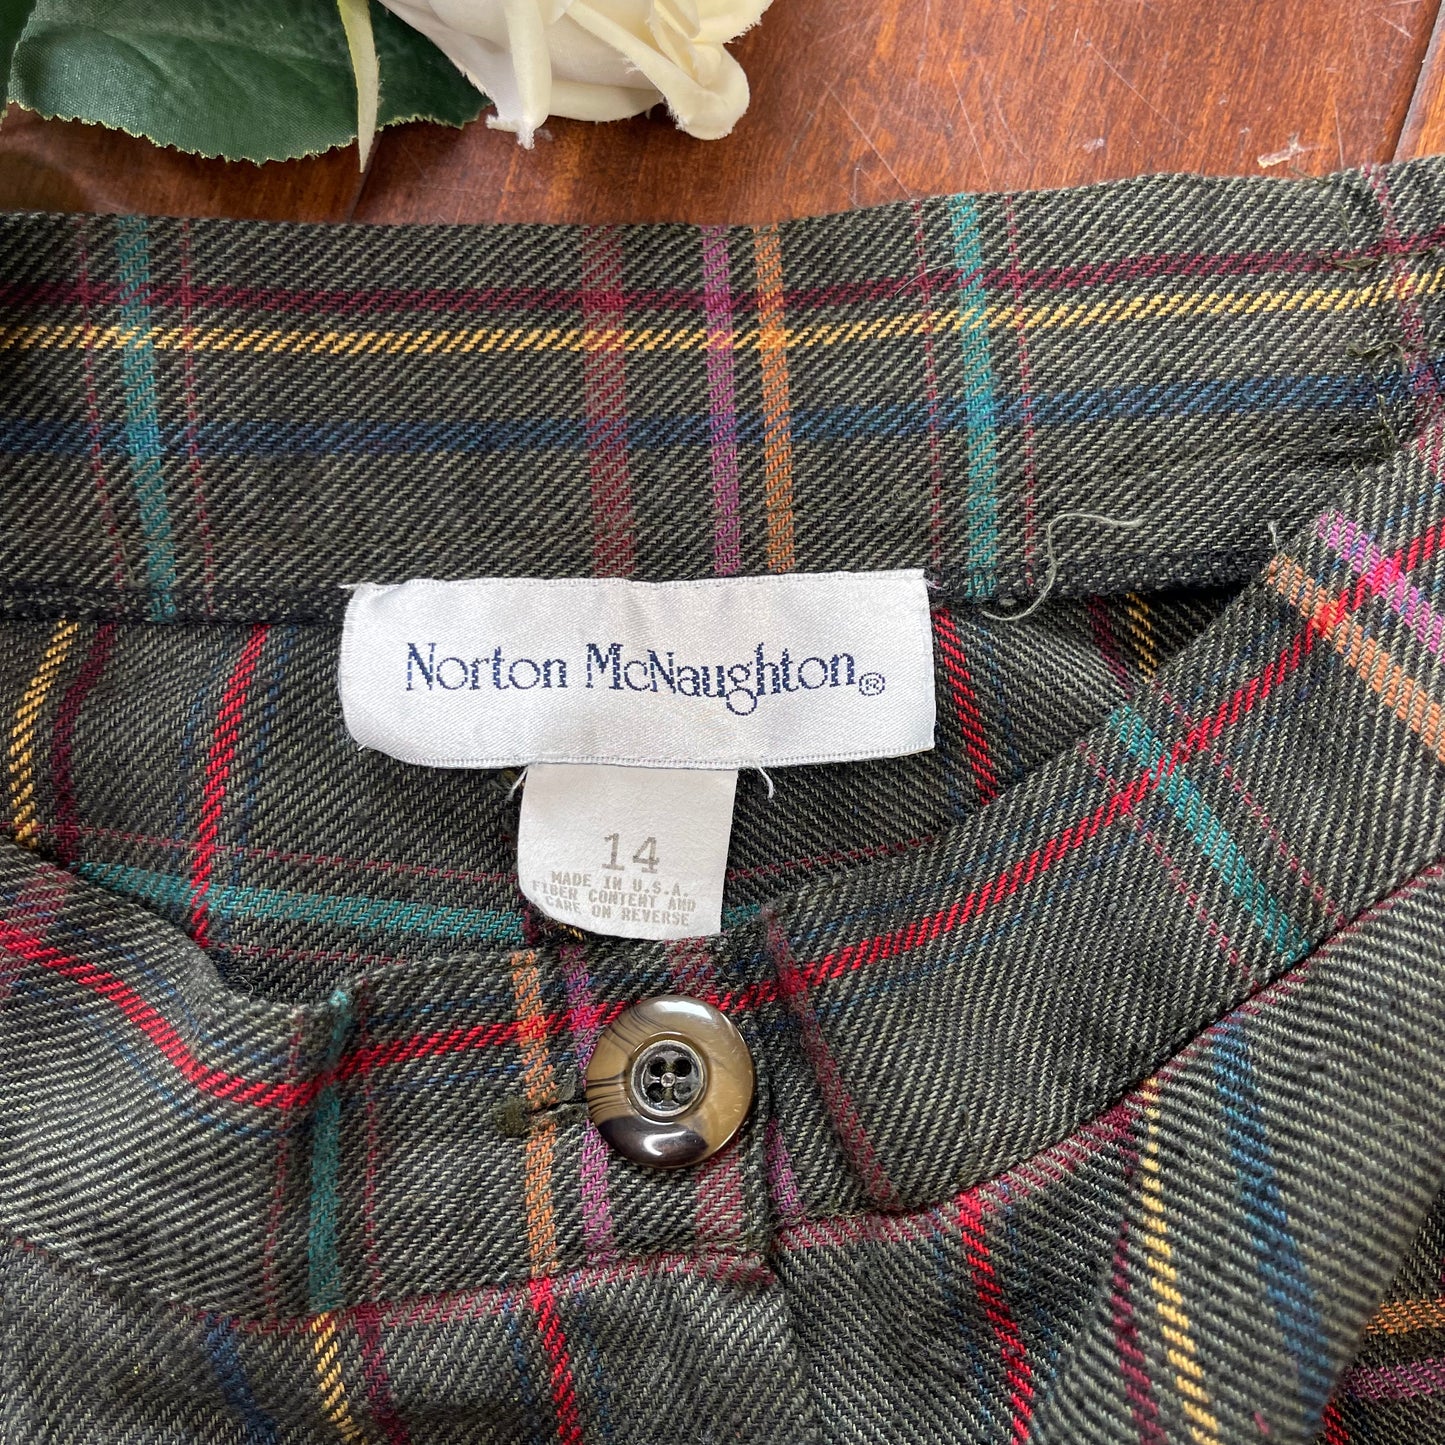 Norton McNaughton®
14
MADE IN U.S.A.
FIBER CONTENT AND
CARE ON REVERSE